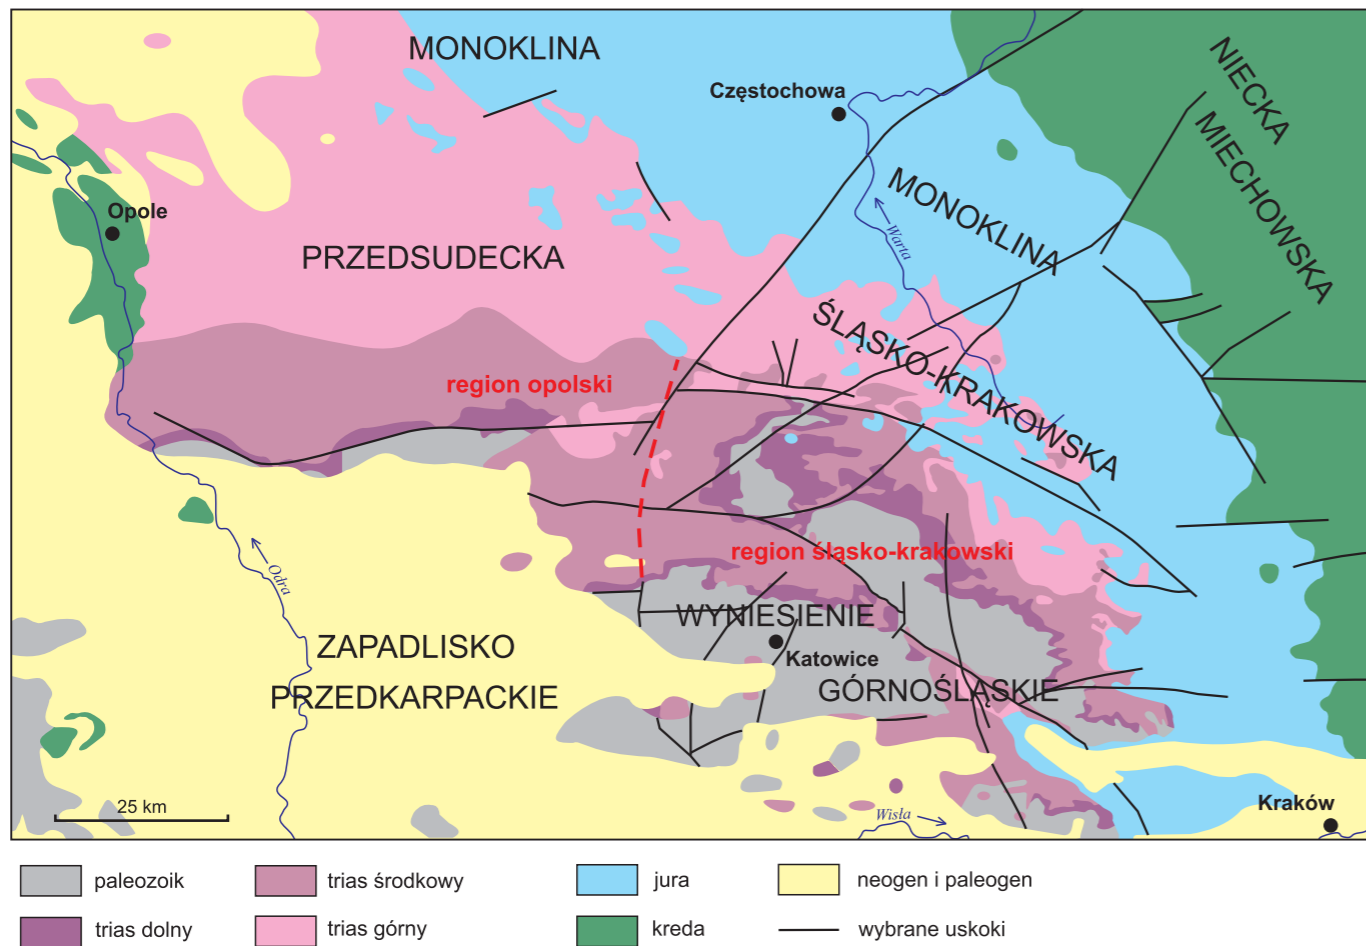 MONOKLINA
Częstochowa
NIECKA
MIECHOWSKA
MONOKLINA
Opole
Warta
PRZEDSUDECKA
ŚLĄSKO-KRAKOWSKA
region opolski
region śląsko-krakowski
Odra
WYNIESIENIE
ZAPADLISKO
Katowice
PRZEDKARPACKIE
GÓRNOŚLĄSKIE
25 km
Wisła
Kraków
paleozoik
trias środkowy
jura
neogen i paleogen
trias dolny
trias górny
kreda
wybrane uskoki